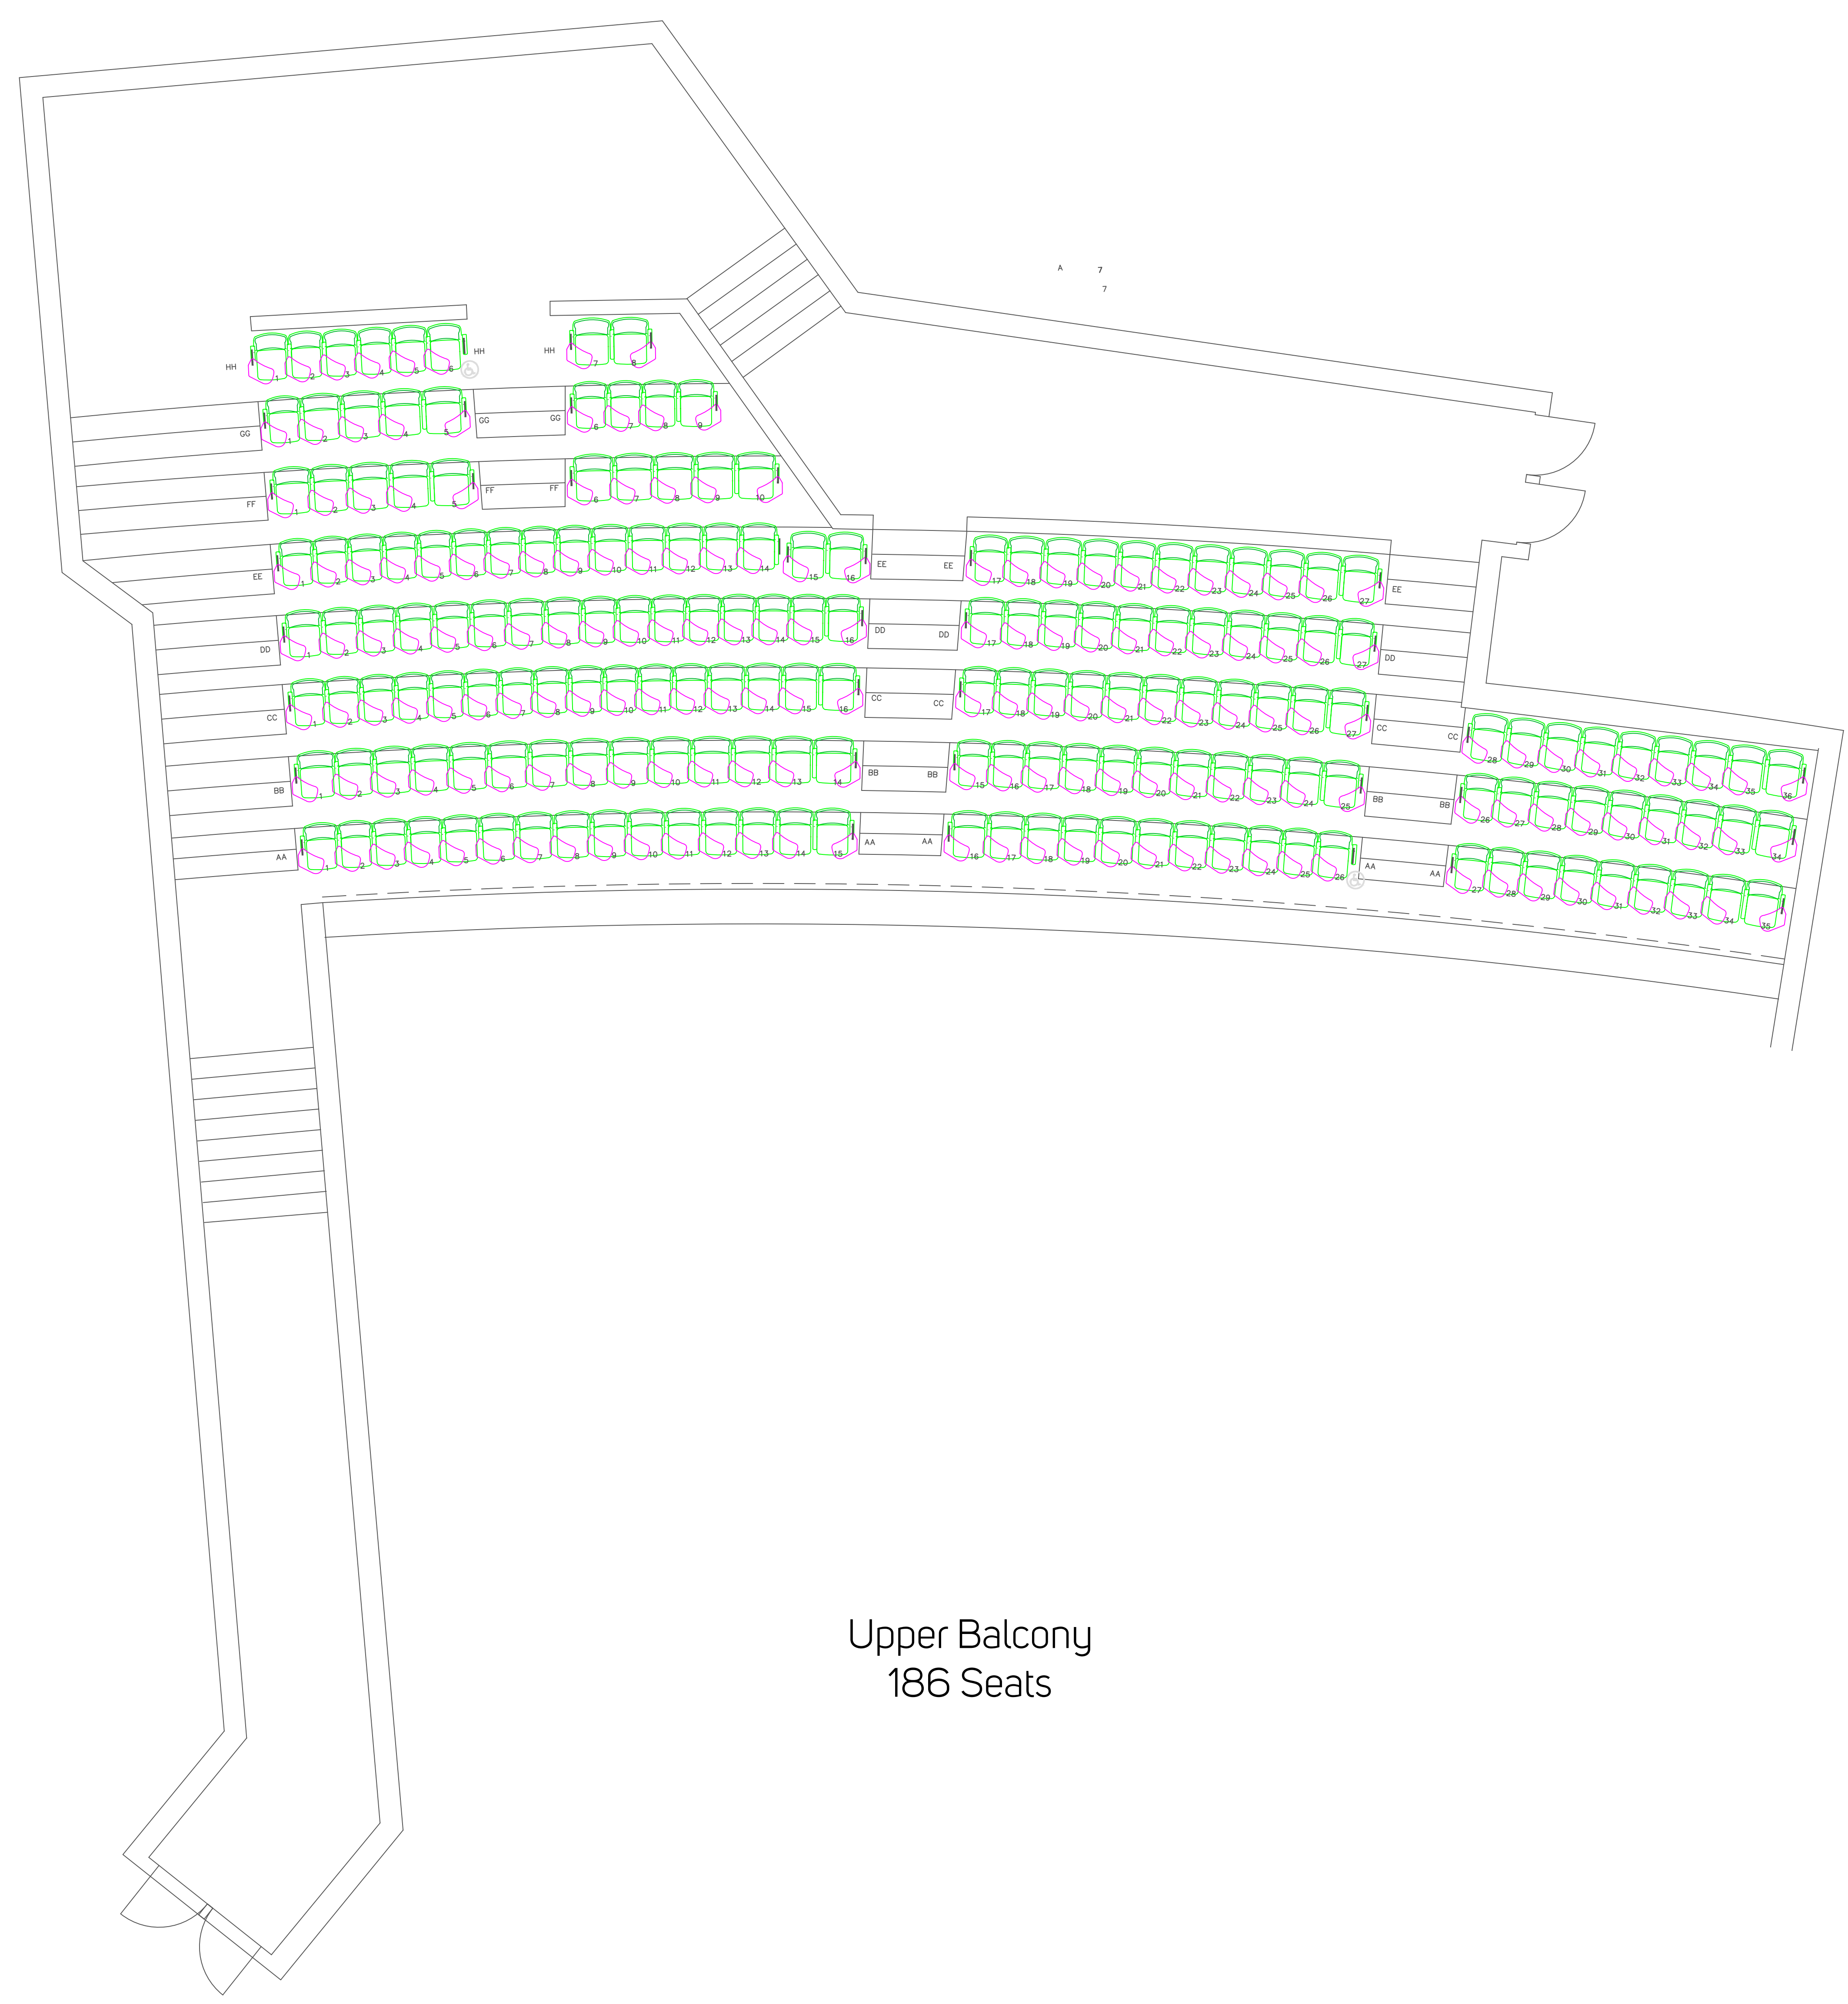 A 7
7
HH 1 2 3 4 5 6 HH HH 7 8
GG 1 2 3 4 5 GG GG 6 7 8 9
FF 1 2 3 4 5 FF FF 6 7 8 9 10
EE 1 2 3 4 5 6 7 8 9 10 11 12 13 14 15 16 EE EE 17 18 19 20 21 22 23 24 25 26 27 EE
DD 1 2 3 4 5 6 7 8 9 10 11 12 13 14 15 16 DD DD 17 18 19 20 21 22 23 24 25 26 27 DD
CC 1 2 3 4 5 6 7 8 9 10 11 12 13 14 15 16 CC CC 17 18 19 20 21 22 23 24 25 26 27 CC CC 28 29 30 31 32 33 34 35 36
BB 1 2 3 4 5 6 7 8 9 10 11 12 13 14 BB BB 15 16 17 18 19 20 21 22 23 24 25 BB BB 26 27 28 29 30 31 32 33 34
AA 1 2 3 4 5 6 7 8 9 10 11 12 13 14 15 AA AA 16 17 18 19 20 21 22 23 24 25 26 AA AA 27 28 29 30 31 32 33 34 35
Upper Balcony
186 Seats